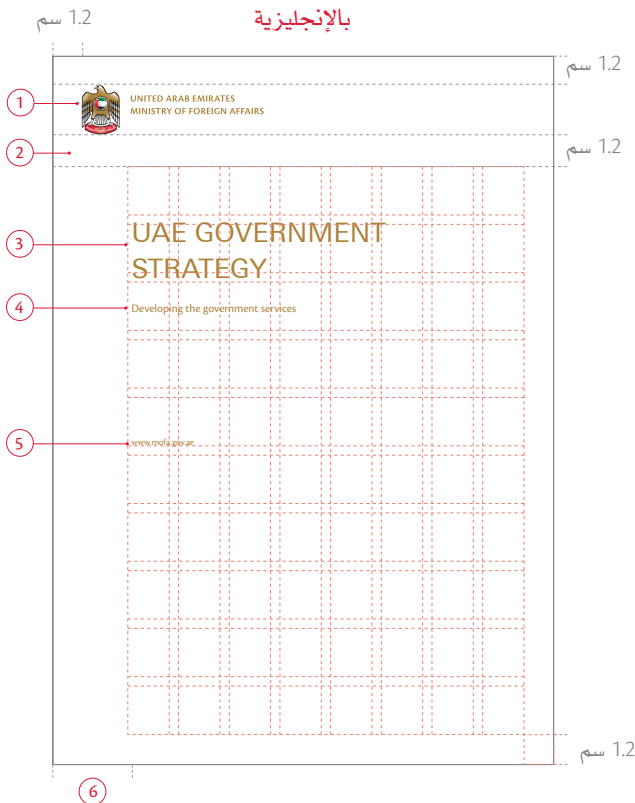 بالإنجليزية
1.2 سم
1.2 سم
1
UNITED ARAB EMIRATES
MINISTRY OF FOREIGN AFFAIRS
2
1.2 سم
3
UAE GOVERNMENT
STRATEGY
4
Developing the government services
5
www.mofa.gov.ae
1.2 سم
6